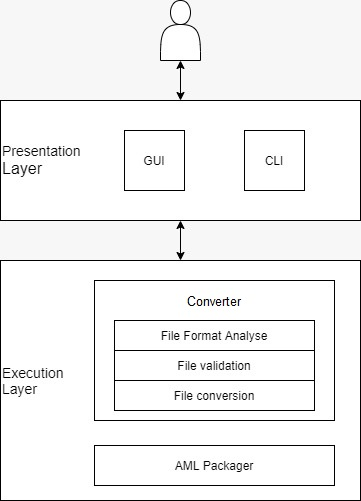 Presentation
Layer
GUI
CLI
Converter
File Format Analyse
File validation
File conversion
Execution
Layer
AML Packager